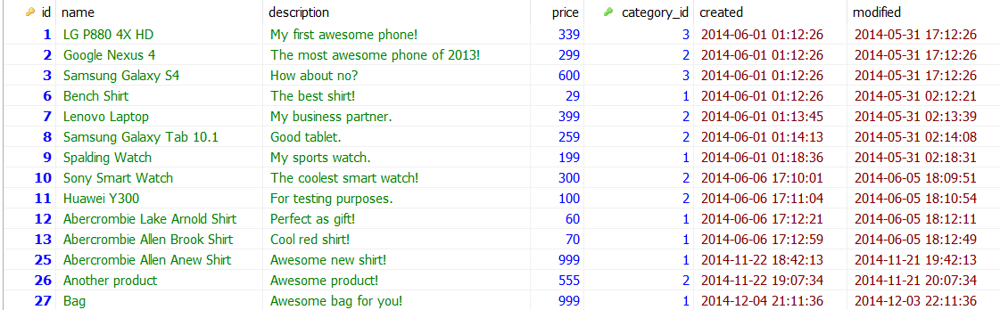 id name description price category_id created modified
1 LG P880 4X HD My first awesome phone! 339 3 2014-06-01 01:12:26 2014-05-31 17:12:26
2 Google Nexus 4 The most awesome phone of 2013! 299 2 2014-06-01 01:12:26 2014-05-31 17:12:26
3 Samsung Galaxy S4 How about no? 600 3 2014-06-01 01:12:26 2014-05-31 17:12:26
6 Bench Shirt The best shirt! 29 1 2014-06-01 01:12:26 2014-05-31 02:12:21
7 Lenovo Laptop My business partner. 399 2 2014-06-01 01:13:45 2014-05-31 02:13:39
8 Samsung Galaxy Tab 10.1 Good tablet. 259 2 2014-06-01 01:14:13 2014-05-31 02:14:08
9 Spalding Watch My sports watch. 199 1 2014-06-01 01:18:36 2014-05-31 02:18:31
10 Sony Smart Watch The coolest smart watch! 300 2 2014-06-06 17:10:01 2014-06-05 18:09:51
11 Huawei Y300 For testing purposes. 100 2 2014-06-06 17:11:04 2014-06-05 18:10:54
12 Abercrombie Lake Arnold Shirt Perfect as gift! 60 1 2014-06-06 17:12:21 2014-06-05 18:12:11
13 Abercrombie Allen Brook Shirt Cool red shirt! 70 1 2014-06-06 17:12:59 2014-06-05 18:12:49
25 Abercrombie Allen Anew Shirt Awesome new shirt! 999 1 2014-11-22 18:42:13 2014-11-21 19:42:13
26 Another product Awesome product! 555 2 2014-11-22 19:07:34 2014-11-21 20:07:34
27 Bag Awesome bag for you! 999 1 2014-12-04 21:11:36 2014-12-03 22:11:36